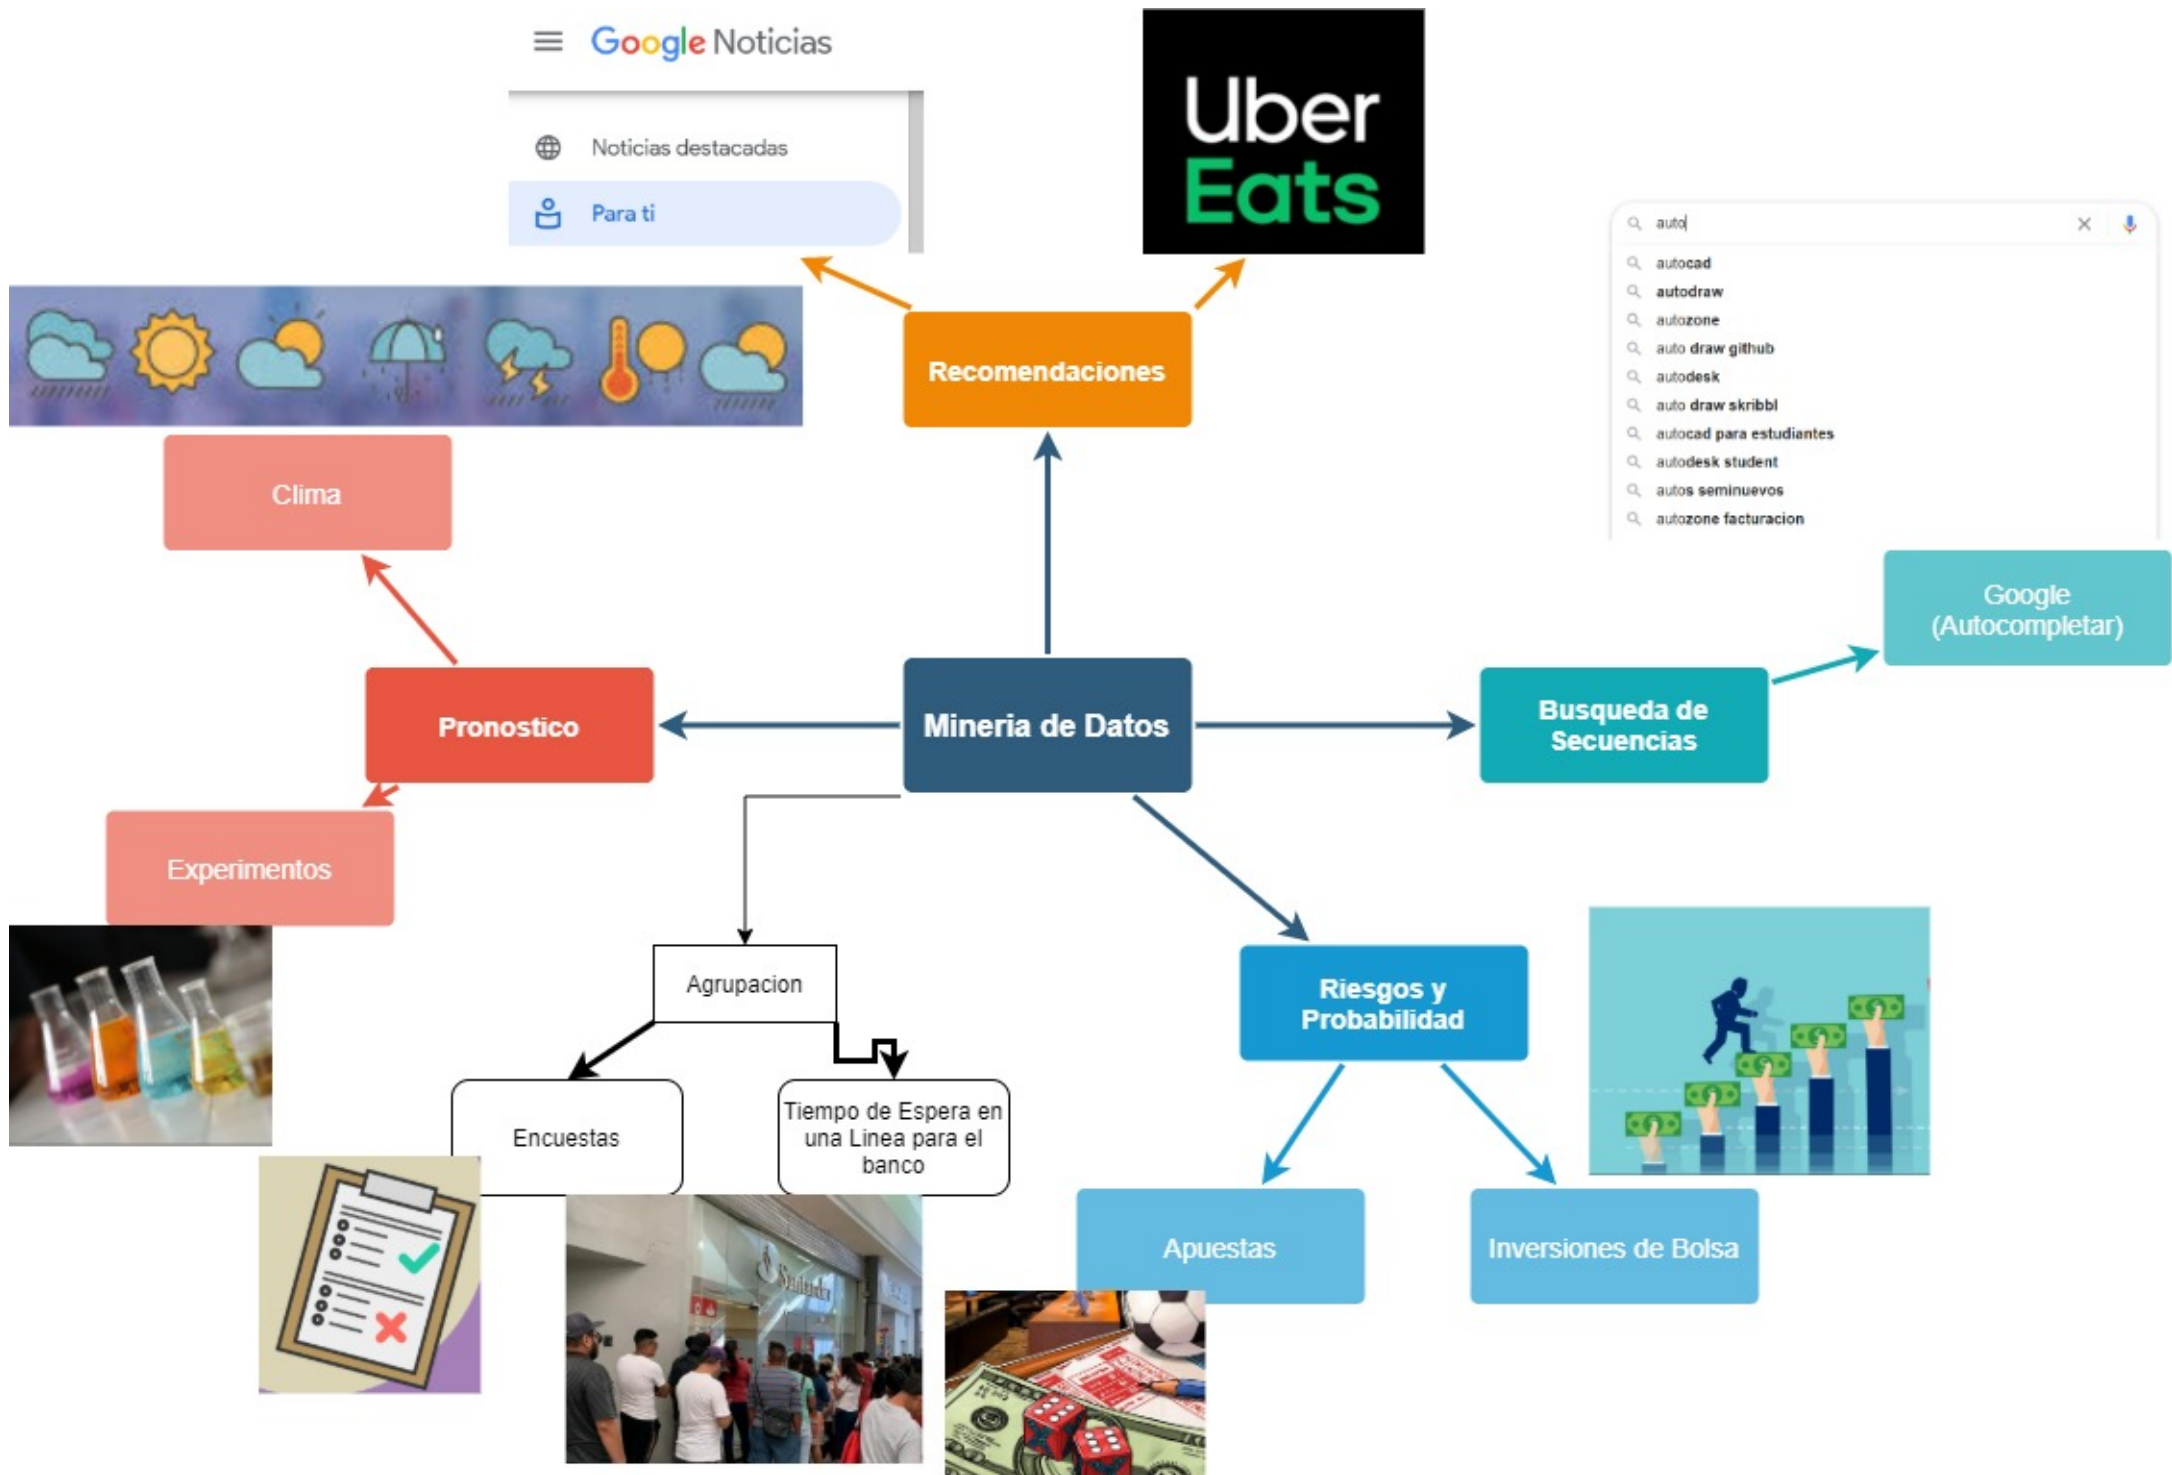 Google Noticias
Noticias destacadas
Para ti
Uber
Eats
auto
autocad
autodraw
autozone
auto draw github
autodesk
auto draw skribbl
autocad para estudiantes
autodesk student
autos seminuevos
autozone facturacion
Recomendaciones
Clima
Google
(Autocompletar)
Pronostico
Mineria de Datos
Busqueda de
Secuencias
Experimentos
Agrupacion
Riesgos y
Probabilidad
Encuestas
Tiempo de Espera en
una Linea para el
banco
Apuestas
Inversiones de Bolsa
Santander